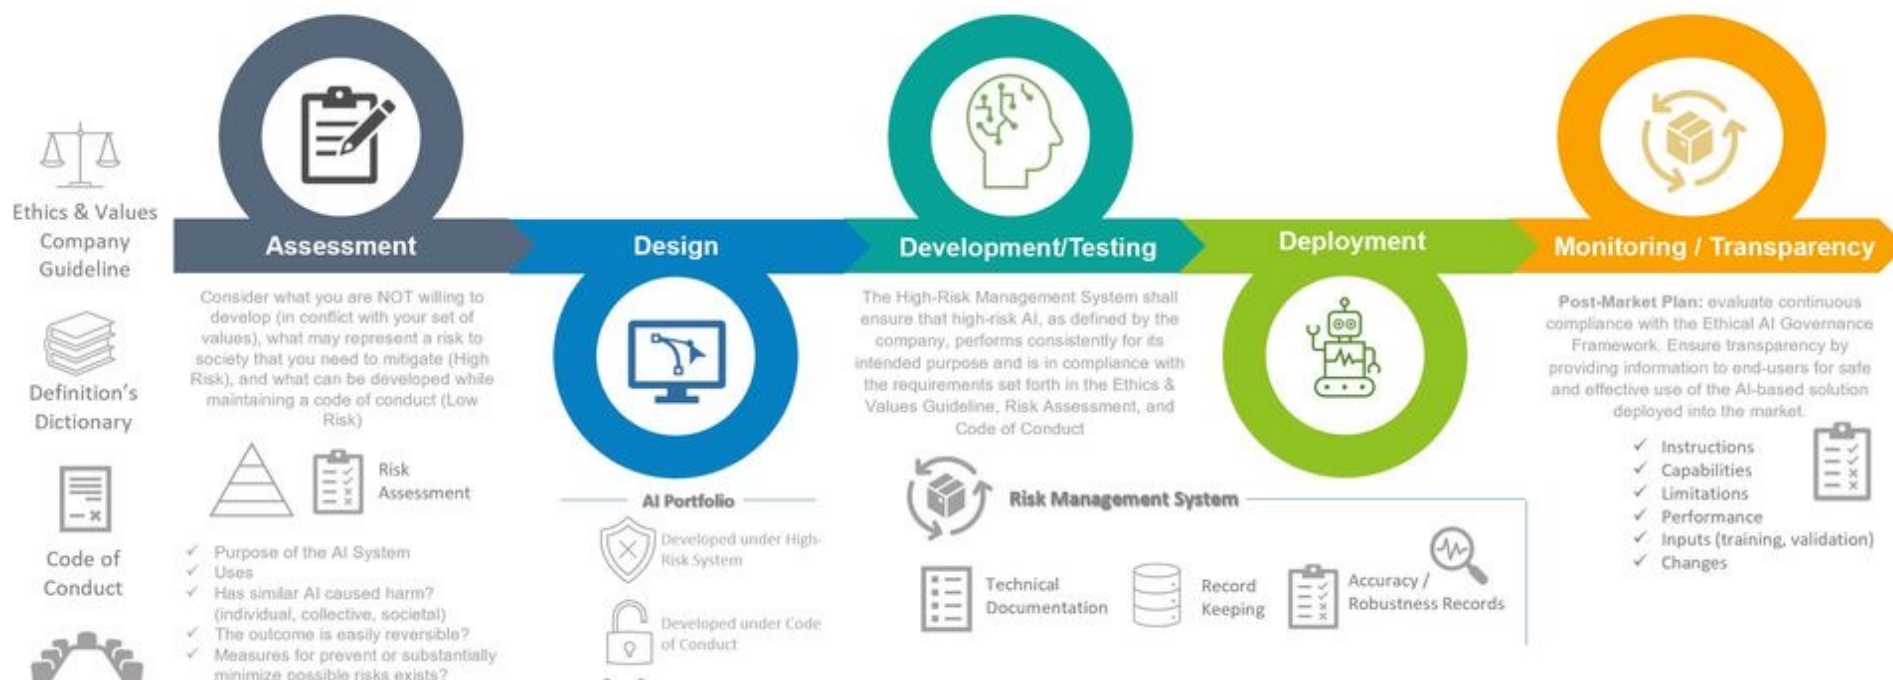 Ethics & Values
Company
Guideline
Definition's
Dictionary
Code of
Conduct
Assessment
Consider what you are NOT willing to
develop (in conflict with your set of
values), what may represent a risk to
society that you need to mitigate (High
Risk), and what can be developed while
maintaining a code of conduct (Low
Risk)
Risk
Assessment
✓ Purpose of the AI System
✓ Uses
✓ Has similar AI caused harm?
(individual, collective, societal)
✓ The outcome is easily reversible?
✓ Measures for prevent or substantially
minimize possible risks exists?
Design
AI Portfolio
Developed under High-
Risk System
Developed under Code
of Conduct
Development/Testing
The High-Risk Management System shall
ensure that high-risk AI, as defined by the
company, performs consistently for its
intended purpose and is in compliance with
the requirements set forth in the Ethics &
Values Guideline, Risk Assessment, and
Code of Conduct
Risk Management System
Technical
Documentation
Record
Keeping
Accuracy /
Robustness Records
Deployment
Monitoring / Transparency
Post-Market Plan: evaluate continuous
compliance with the Ethical AI Governance
Framework. Ensure transparency by
providing information to end-users for safe
and effective use of the AI-based solution
deployed into the market.
✓ Instructions
✓ Capabilities
✓ Limitations
✓ Performance
✓ Inputs (training, validation)
✓ Changes